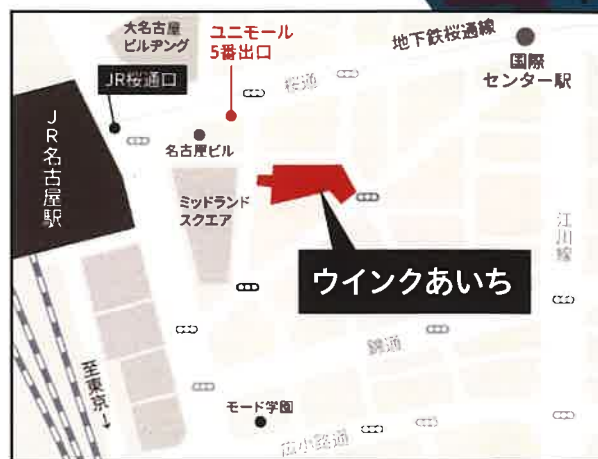 大名古屋
ビルヂング
ユニモール
5番出口
地下鉄桜通線
国際
センター駅
JR桜通口
桜通
JR名古屋駅
名古屋ビル
ミッドランド
スクエア
江川線
ウインクあいち
錦通
至東京↓
モード学園
広小路通